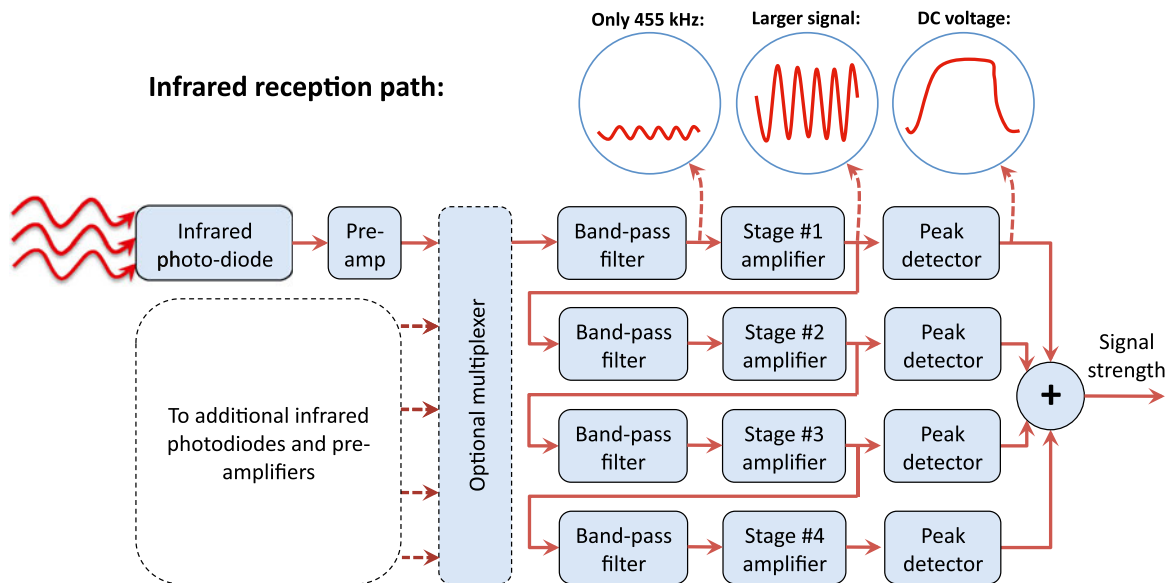 Only 455 kHz:
Larger signal:
DC voltage:
Infrared reception path:
Infrared
photo-diode
Pre-
amp
Optional multiplexer
Band-pass
filter
Stage #1
amplifier
Peak
detector
Band-pass
filter
Stage #2
amplifier
Peak
detector
Signal
strength
+
To additional infrared
photodiodes and pre-
amplifiers
Band-pass
filter
Stage #3
amplifier
Peak
detector
Band-pass
filter
Stage #4
amplifier
Peak
detector